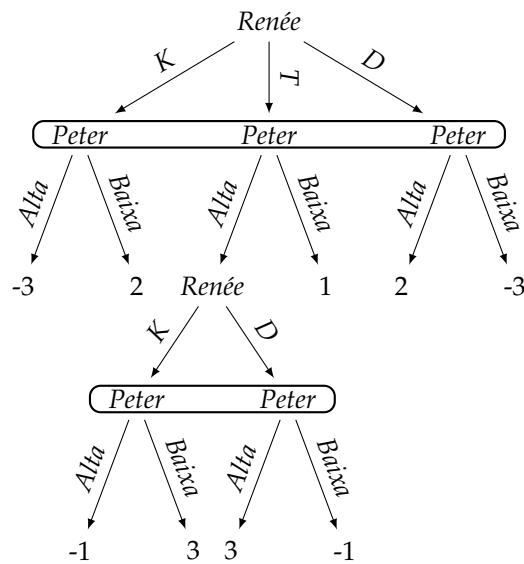 Renée
K T D
Peter Peter Peter
Alta Baixa Alta Baixa Alta Baixa
-3 2 Renée 1 2 -3
K D
Peter Peter
Alta Baixa Alta Baixa
-1 3 3 -1